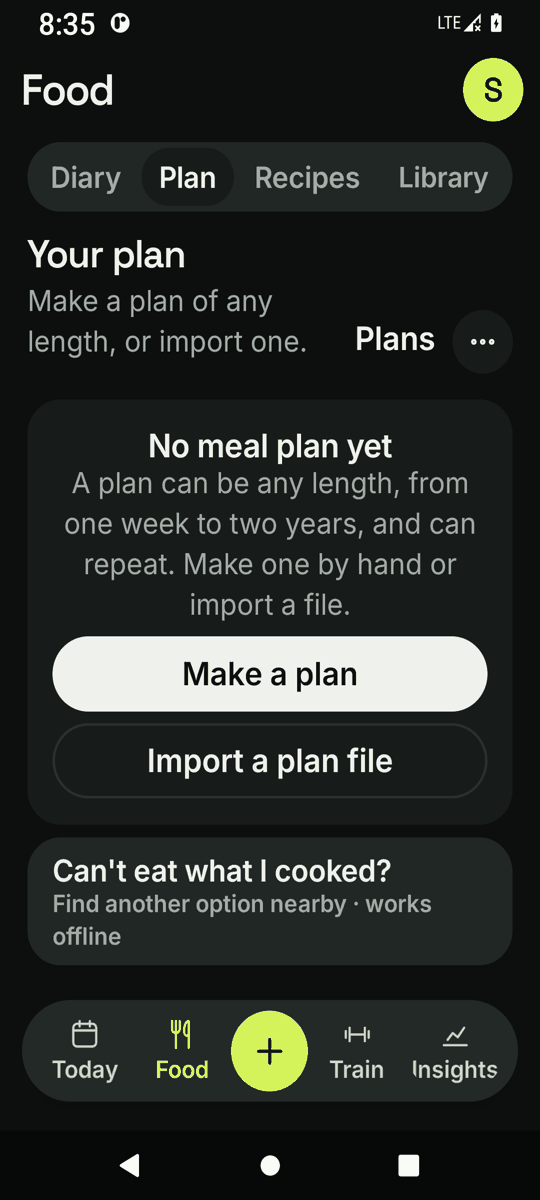 8:35
LTE
Food
S
Diary Plan Recipes Library
Your plan
Make a plan of any
length, or import one.
Plans
No meal plan yet
A plan can be any length, from
one week to two years, and can
repeat. Make one by hand or
import a file.
Make a plan
Import a plan file
Can't eat what I cooked?
Find another option nearby · works
offline
Today Food Train Insights